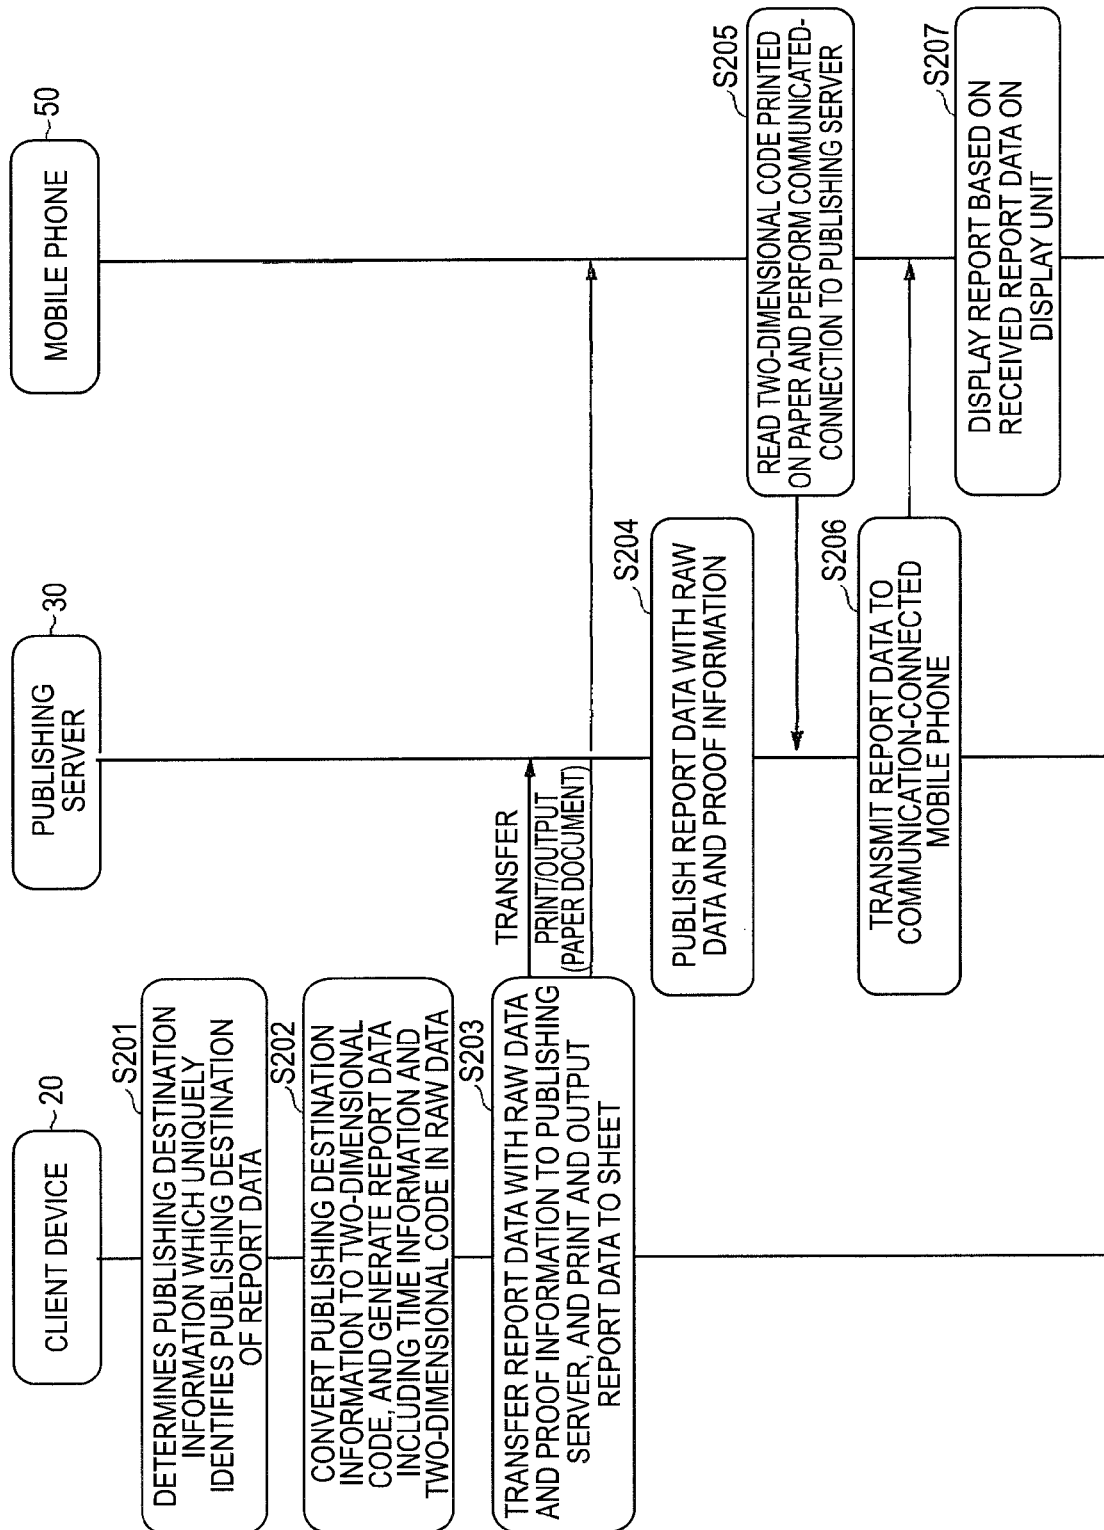 CLIENT DEVICE
20
PUBLISHING
SERVER
30
MOBILE PHONE
50
S201
DETERMINES PUBLISHING DESTINATION
INFORMATION WHICH UNIQUELY
IDENTIFIES PUBLISHING DESTINATION
OF REPORT DATA
S202
CONVERT PUBLISHING DESTINATION
INFORMATION TO TWO-DIMENSIONAL
CODE, AND GENERATE REPORT DATA
INCLUDING TIME INFORMATION AND
TWO-DIMENSIONAL CODE IN RAW DATA
S203
TRANSFER REPORT DATA WITH RAW DATA
AND PROOF INFORMATION TO PUBLISHING
SERVER, AND PRINT AND OUTPUT
REPORT DATA TO SHEET
TRANSFER
PRINT/OUTPUT
(PAPER DOCUMENT)
S204
PUBLISH REPORT DATA WITH RAW
DATA AND PROOF INFORMATION
S205
READ TWO-DIMENSIONAL CODE PRINTED
ON PAPER AND PERFORM COMMUNICATED-
CONNECTION TO PUBLISHING SERVER
S206
TRANSMIT REPORT DATA TO
COMMUNICATION-CONNECTED
MOBILE PHONE
S207
DISPLAY REPORT BASED ON
RECEIVED REPORT DATA ON
DISPLAY UNIT